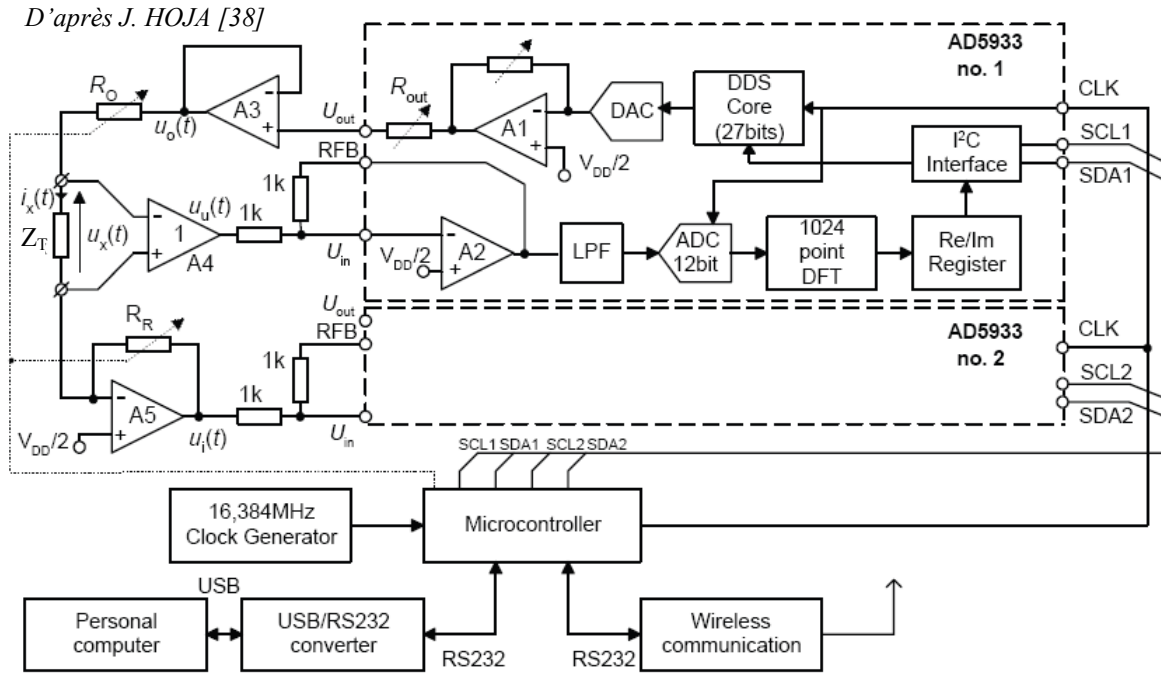 D'après J. HOJA [38]
AD5933
no. 1
R_O
A3
u_o(t)
U_out
R_out
A1
V_DD/2
DAC
DDS
Core
(27bits)
CLK
SCL1
SDA1
I²C
Interface
RFB
1k
i_x(t)
Z_T
u_x(t)
1
A4
u_u(t)
1k
U_in
V_DD/2
A2
LPF
ADC
12bit
1024
point
DFT
Re/Im
Register
U_out
RFB
AD5933
no. 2
CLK
SCL2
SDA2
R_R
1k
A5
V_DD/2
u_i(t)
1k
U_in
SCL1 SDA1 SCL2 SDA2
16,384MHz
Clock Generator
Microcontroller
USB
Personal
computer
USB/RS232
converter
RS232
RS232
Wireless
communication